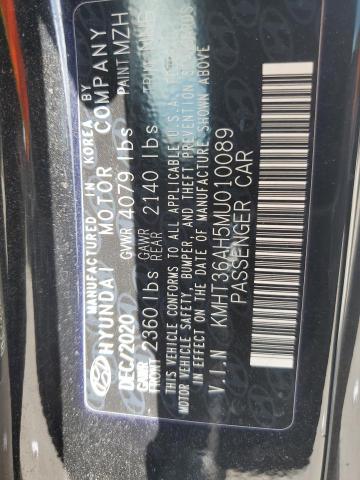 MANUFACTURED IN KOREA BY
HYUNDAI MOTOR COMPANY
DEC/2020 GVWR 4079 lbs PAINT MZH
GAWR FRONT 2360 lbs GAWR REAR 2140 lbs
THIS VEHICLE CONFORMS TO ALL APPLICABLE U.S.A.
MOTOR VEHICLE SAFETY, BUMPER, AND THEFT PREVENTION
IN EFFECT ON THE DATE OF MANUFACTURE SHOWN ABOVE
V.I.N KMHT36AH5MU010089
PASSENGER CAR